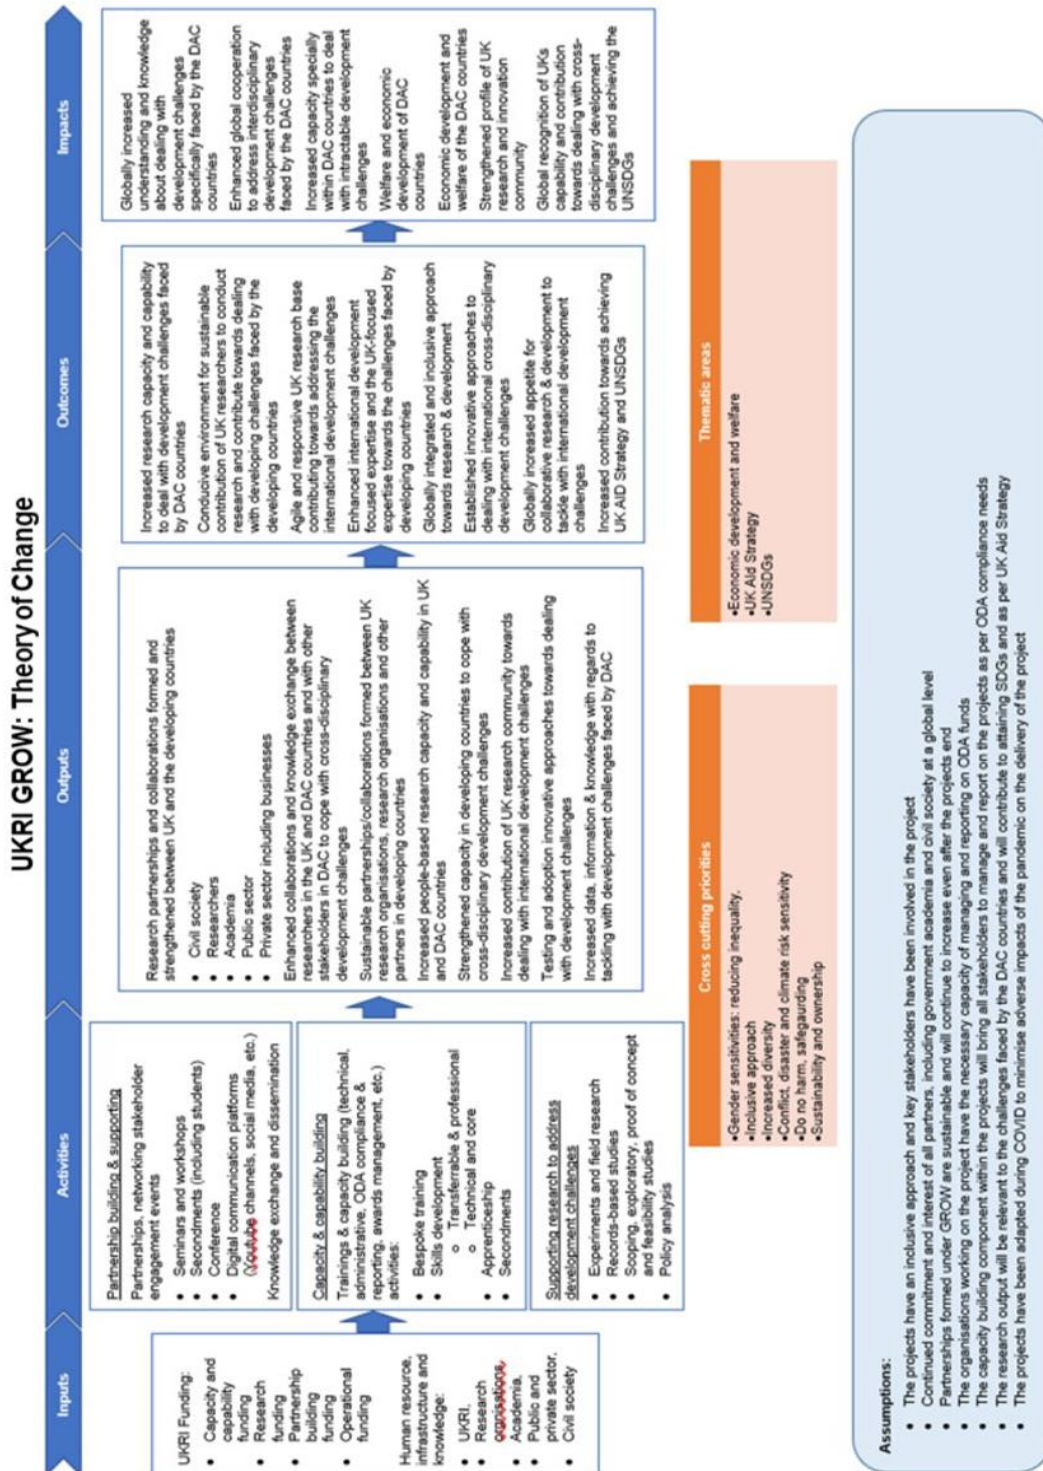 UKRI GROW: Theory of Change
Inputs
Activities
Outputs
Outcomes
Impacts
UKRI Funding:
• Capacity and
capability
funding
• Research
funding
• Partnership
building
funding
• Operational
funding
Human resource,
infrastructure and
knowledge:
• UKRI,
• Research
organisations,
• Academia,
• Public and
private sector,
• Civil society
Partnership building & supporting
Partnerships, networking stakeholder
engagement events
• Seminars and workshops
• Secondments (including students)
• Conference
• Digital communication platforms
(Youtube channels, social media, etc.)
Knowledge exchange and dissemination
Capacity & capability building
Trainings & capacity building (technical,
administrative, ODA compliance &
reporting, awards management, etc.)
activities:
• Bespoke training
• Skills development
o Transferrable & professional
o Technical and core
• Apprenticeship
• Secondments
Supporting research to address
development challenges
• Experiments and field research
• Records-based studies
• Scoping, exploratory, proof of concept
and feasibility studies
• Policy analysis
Research partnerships and collaborations formed and
strengthened between UK and the developing countries
• Civil society
• Researchers
• Academia
• Public sector
• Private sector including businesses
Enhanced collaborations and knowledge exchange between
researchers in the UK and DAC countries and with other
stakeholders in DAC to cope with cross-disciplinary
development challenges
Sustainable partnerships/collaborations formed between UK
research organisations, research organisations and other
partners in developing countries
Increased people-based research capacity and capability in UK
and DAC countries
Strengthened capacity in developing countries to cope with
cross-disciplinary development challenges
Increased contribution of UK research community towards
dealing with international development challenges
Testing and adoption innovative approaches towards dealing
with development challenges
Increased data, information & knowledge with regards to
tackling with development challenges faced by DAC
Increased research capacity and capability
to deal with development challenges faced
by DAC countries
Conducive environment for sustainable
contribution of UK researchers to conduct
research and contribute towards dealing
with developing challenges faced by the
developing countries
Agile and responsive UK research base
contributing towards addressing the
international development challenges
Enhanced international development
focused expertise and the UK-focused
expertise towards the challenges faced by
developing countries
Globally integrated and inclusive approach
towards research & development
Established innovative approaches to
dealing with international cross-disciplinary
development challenges
Globally increased appetite for
collaborative research & development to
tackle with international development
challenges
Increased contribution towards achieving
UK AID Strategy and UNSDGs
Globally increased
understanding and knowledge
about dealing with
development challenges
specifically faced by the DAC
countries
Enhanced global cooperation
to address interdisciplinary
development challenges
faced by the DAC countries
Increased capacity specially
within DAC countries to deal
with intractable development
challenges
Welfare and economic
development of DAC
countries
Economic development and
welfare of the DAC countries
Strengthened profile of UK
research and innovation
community
Global recognition of UKs
capability and contribution
towards dealing with cross-
disciplinary development
challenges and achieving the
UNSDGs
Cross cutting priorities
•Gender sensitivities: reducing inequality,
•Inclusive approach
•Increased diversity
•Conflict, disaster and climate risk sensitivity
•Do no harm, safegaurding
•Sustainability and ownership
Thematic areas
•Economic development and welfare
•UK Aid Strategy
•UNSDGs
Assumptions:
• The projects have an inclusive approach and key stakeholders have been involved in the project
• Continued commitment and interest of all partners, including government academia and civil society at a global level
• Partnerships formed under GROW are sustainable and will continue to increase even after the projects end
• The organisations working on the project have the necessary capacity of managing and reporting on ODA funds
• The capacity building component within the projects will bring all stakeholders to manage and report on the projects as per ODA compliance needs
• The research output will be relevant to the challenges faced by the DAC countries and will contribute to attaining SDGs and as per UK Aid Strategy
• The projects have been adapted during COVID to minimise adverse impacts of the pandemic on the delivery of the project